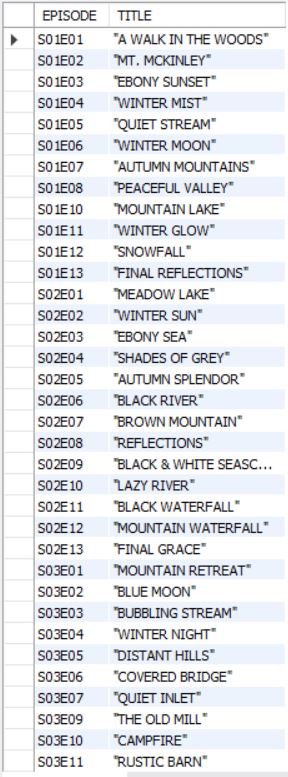 EPISODE TITLE
S01E01 "A WALK IN THE WOODS"
S01E02 "MT. MCKINLEY"
S01E03 "EBONY SUNSET"
S01E04 "WINTER MIST"
S01E05 "QUIET STREAM"
S01E06 "WINTER MOON"
S01E07 "AUTUMN MOUNTAINS"
S01E08 "PEACEFUL VALLEY"
S01E10 "MOUNTAIN LAKE"
S01E11 "WINTER GLOW"
S01E12 "SNOWFALL"
S01E13 "FINAL REFLECTIONS"
S02E01 "MEADOW LAKE"
S02E02 "WINTER SUN"
S02E03 "EBONY SEA"
S02E04 "SHADES OF GREY"
S02E05 "AUTUMN SPLENDOR"
S02E06 "BLACK RIVER"
S02E07 "BROWN MOUNTAIN"
S02E08 "REFLECTIONS"
S02E09 "BLACK & WHITE SEASC...
S02E10 "LAZY RIVER"
S02E11 "BLACK WATERFALL"
S02E12 "MOUNTAIN WATERFALL"
S02E13 "FINAL GRACE"
S03E01 "MOUNTAIN RETREAT"
S03E02 "BLUE MOON"
S03E03 "BUBBLING STREAM"
S03E04 "WINTER NIGHT"
S03E05 "DISTANT HILLS"
S03E06 "COVERED BRIDGE"
S03E07 "QUIET INLET"
S03E09 "THE OLD MILL"
S03E10 "CAMPFIRE"
S03E11 "RUSTIC BARN"